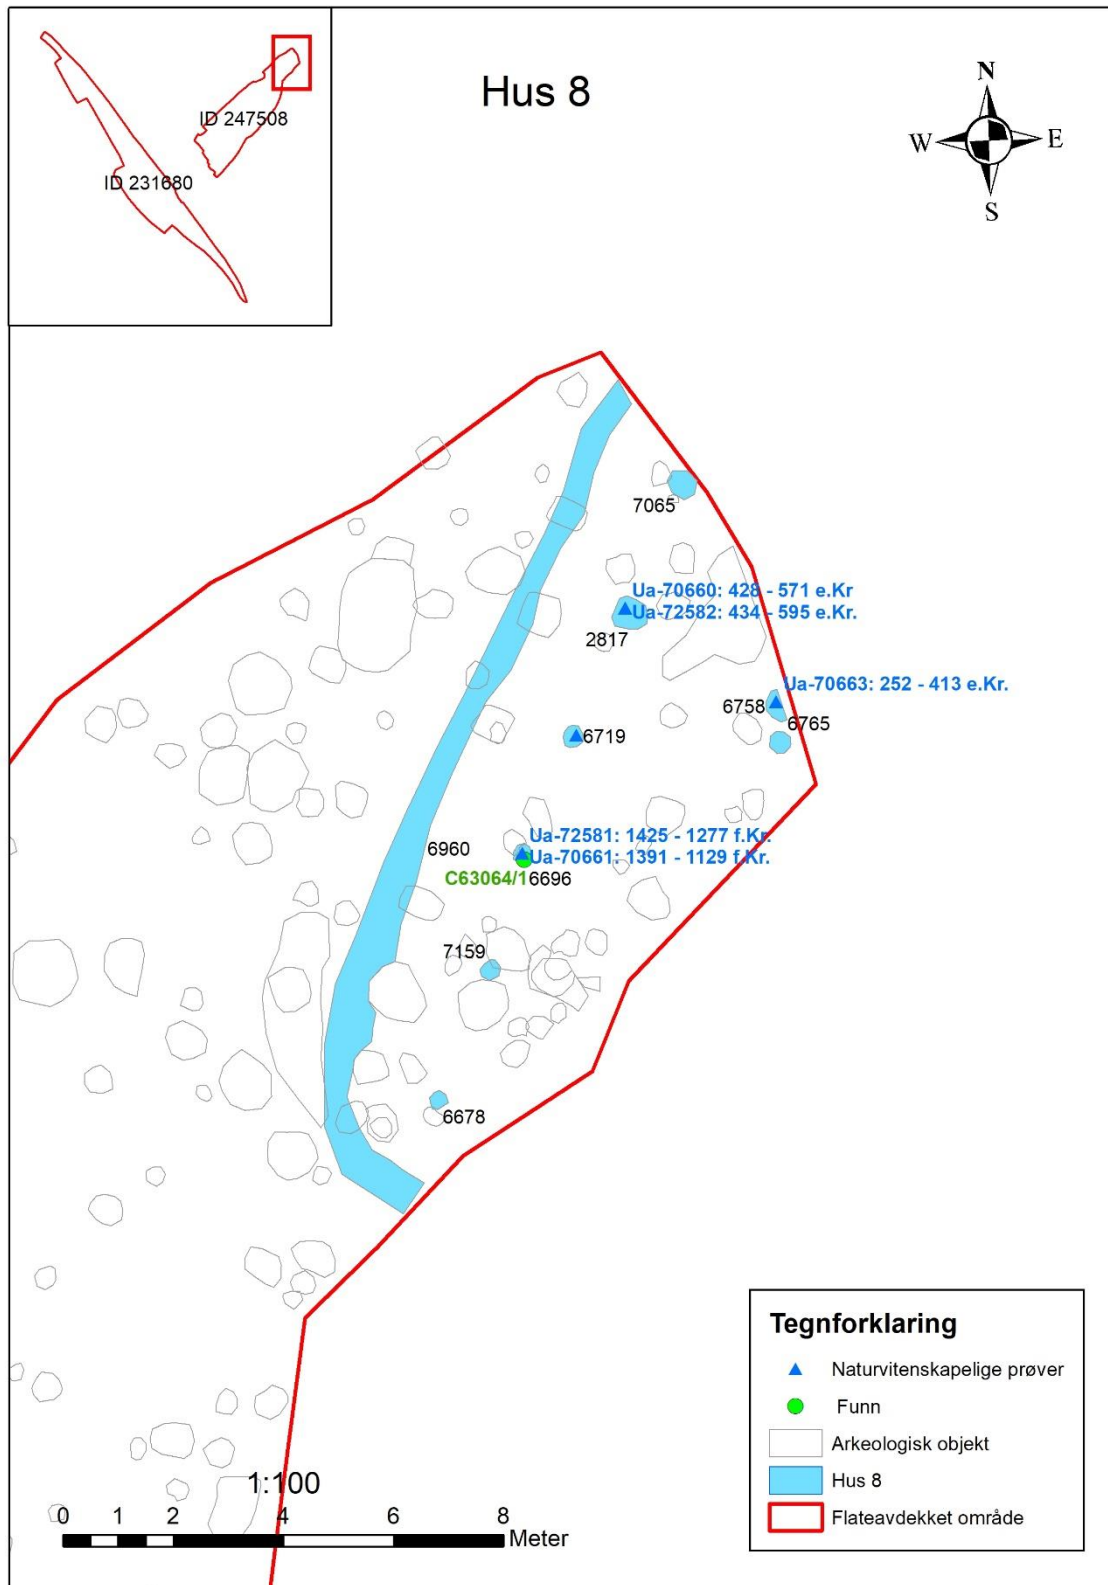 Hus 8
ID 247508
ID 231680
N
W
E
S
7065
Ua-70660: 428 - 571 e.Kr
Ua-72582: 434 - 595 e.Kr.
2817
Ua-70663: 252 - 413 e.Kr.
6758
6765
6719
Ua-72581: 1425 - 1277 f.Kr.
6960
Ua-70661: 1391 - 1129 f.Kr.
C63064/1
6696
7159
6678
Tegnforklaring
Naturvitenskapelige prøver
Funn
Arkeologisk objekt
Hus 8
Flateavdekket område
1:100
0 1 2 4 6 8
Meter